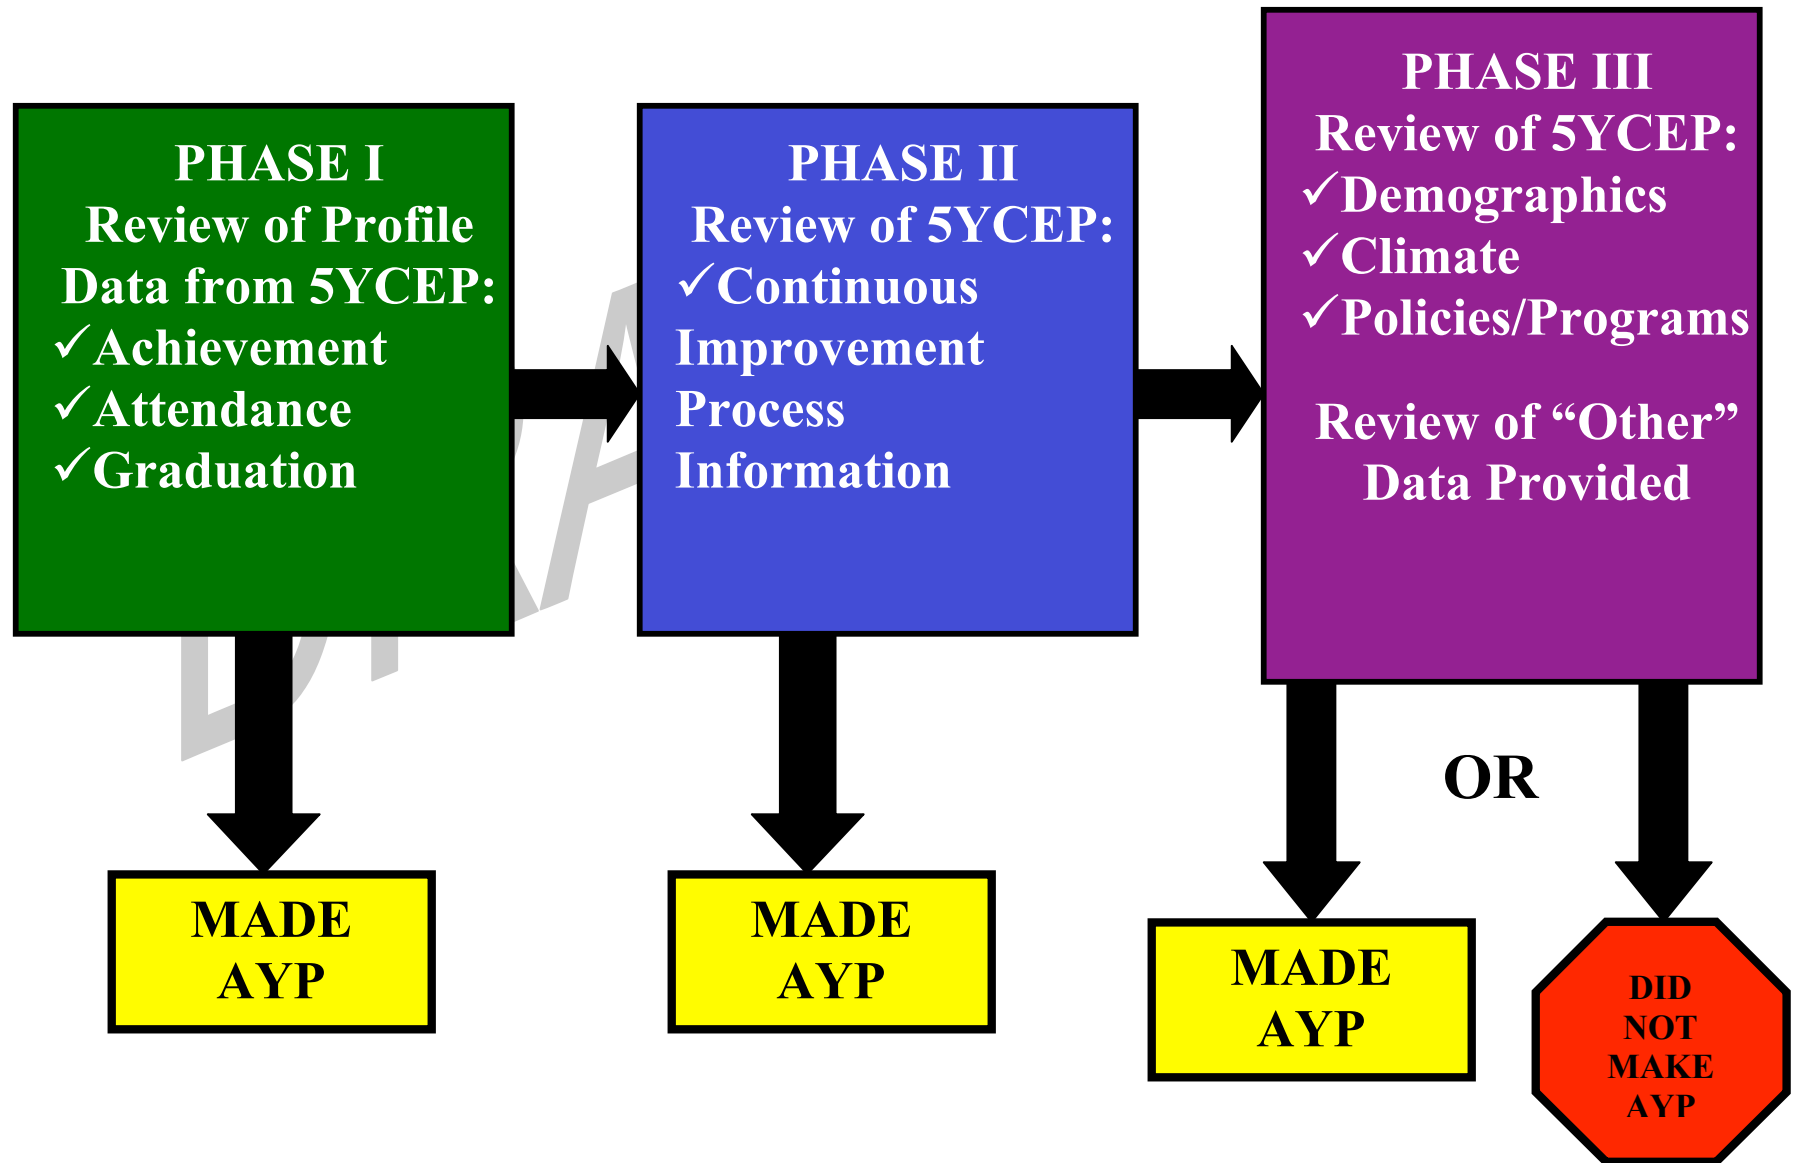 PHASE I
Review of Profile
Data from 5YCEP:
✓Achievement
✓Attendance
✓Graduation
PHASE II
Review of 5YCEP:
✓Continuous
Improvement
Process
Information
PHASE III
Review of 5YCEP:
✓Demographics
✓Climate
✓Policies/Programs
Review of “Other”
Data Provided
OR
MADE
AYP
MADE
AYP
MADE
AYP
DID
NOT
MAKE
AYP